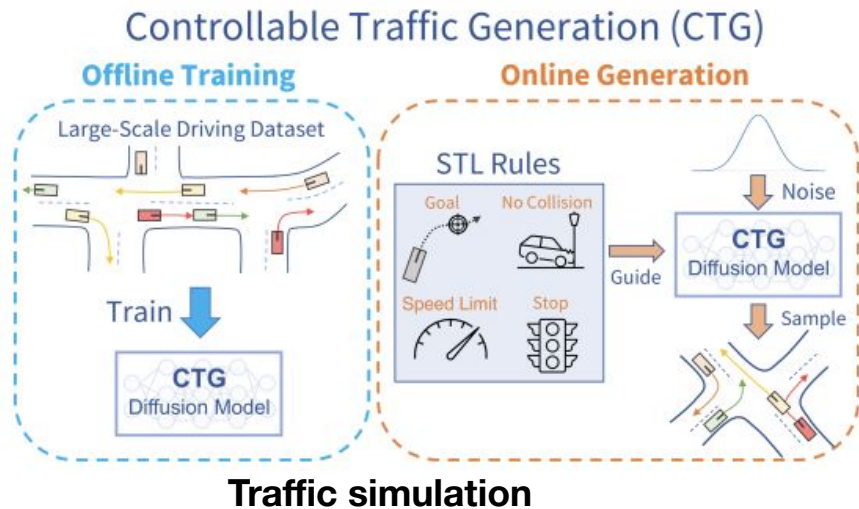 Controllable Traffic Generation (CTG)
Offline Training
Large-Scale Driving Dataset
Train
CTG
Diffusion Model
Online Generation
STL Rules
Goal
No Collision
Speed Limit
Stop
Guide
Noise
CTG
Diffusion Model
Sample
Traffic simulation